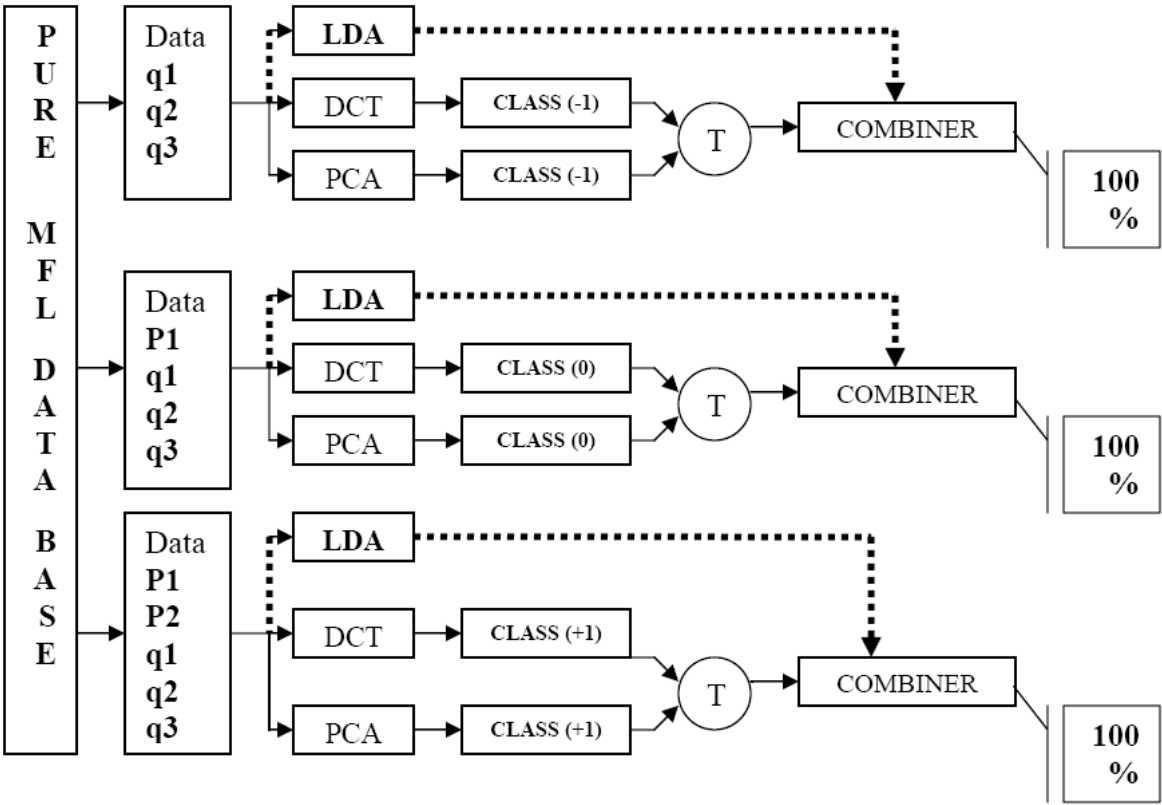 PURE MFL DATA BASE
Data
q1
q2
q3
LDA
DCT
CLASS (-1)
PCA
CLASS (-1)
T
COMBINER
100
%
Data
P1
q1
q2
q3
LDA
DCT
CLASS (0)
PCA
CLASS (0)
T
COMBINER
100
%
Data
P1
P2
q1
q2
q3
LDA
DCT
CLASS (+1)
PCA
CLASS (+1)
T
COMBINER
100
%